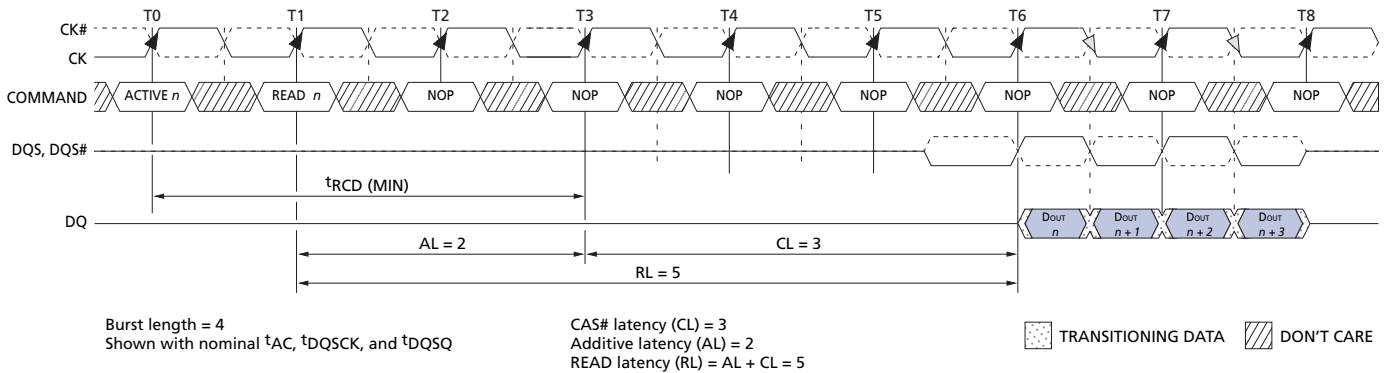 T0 T1 T2 T3 T4 T5 T6 T7 T8
CK#
CK
COMMAND ACTIVE n READ n NOP NOP NOP NOP NOP NOP NOP
DQS, DQS#
tRCD (MIN)
DQ DOUT n DOUT n + 1 DOUT n + 2 DOUT n + 3
AL = 2 CL = 3
RL = 5
Burst length = 4
Shown with nominal tAC, tDQSCK, and tDQSQ
CAS# latency (CL) = 3
Additive latency (AL) = 2
READ latency (RL) = AL + CL = 5
TRANSITIONING DATA DON'T CARE